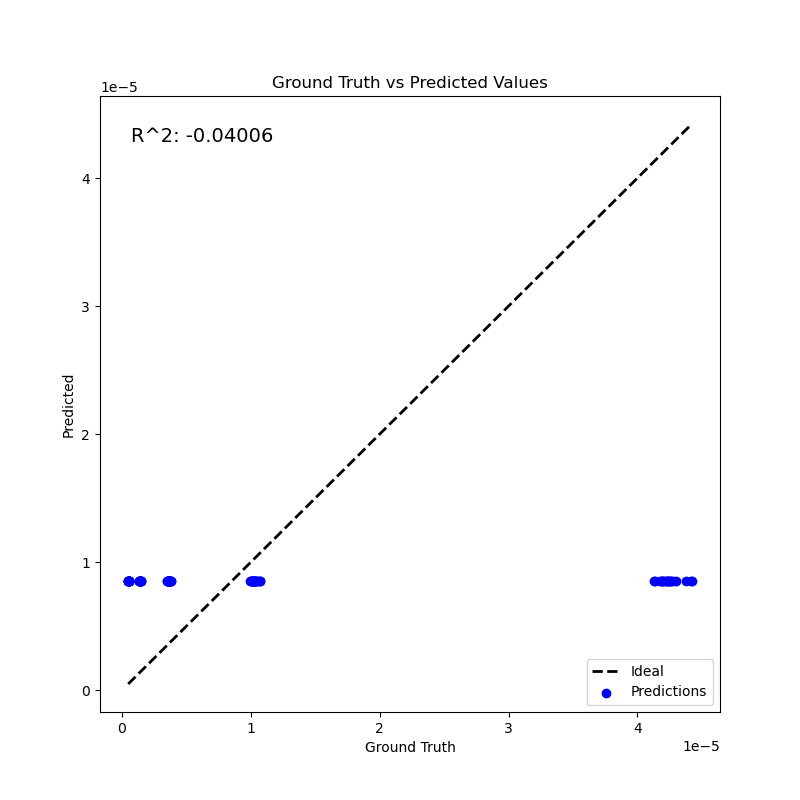 Ground Truth vs Predicted Values
1e−5
R^2: -0.04006
4
3
2
1
0
Predicted
Ideal
Predictions
0 1 2 3 4
1e−5
Ground Truth